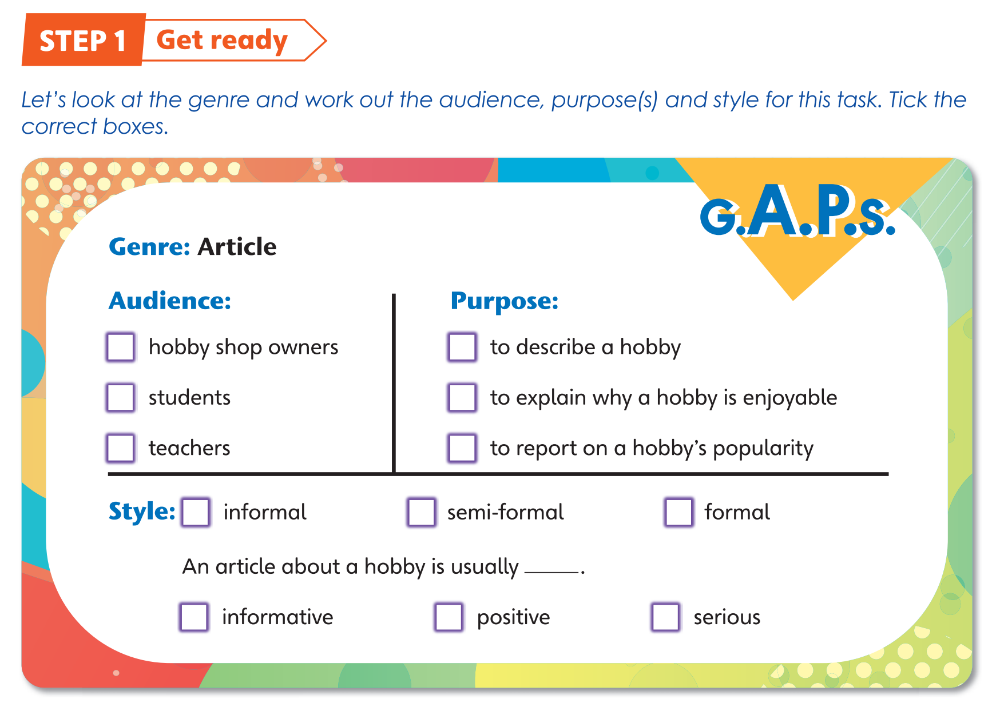 STEP 1 Get ready
Let's look at the genre and work out the audience, purpose(s) and style for this task. Tick the
correct boxes.
G.A.P.S.
Genre: Article
Audience:
hobby shop owners
students
teachers
Purpose:
to describe a hobby
to explain why a hobby is enjoyable
to report on a hobby's popularity
Style: informal semi-formal formal
An article about a hobby is usually _____.
informative positive serious